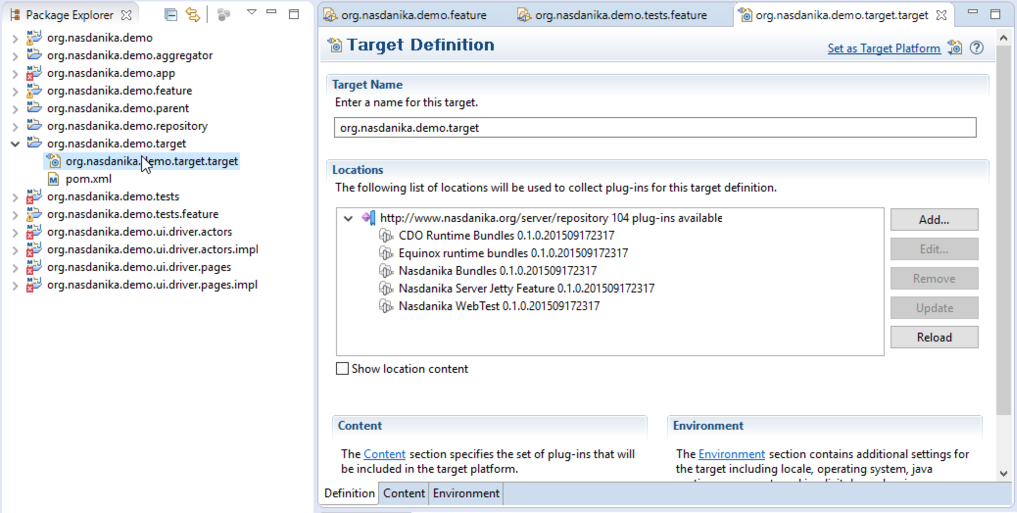 Package Explorer
org.nasdanika.demo
org.nasdanika.demo.aggregator
org.nasdanika.demo.app
org.nasdanika.demo.feature
org.nasdanika.demo.parent
org.nasdanika.demo.repository
org.nasdanika.demo.target
org.nasdanika.demo.target.target
pom.xml
org.nasdanika.demo.tests
org.nasdanika.demo.tests.feature
org.nasdanika.demo.ui.driver.actors
org.nasdanika.demo.ui.driver.actors.impl
org.nasdanika.demo.ui.driver.pages
org.nasdanika.demo.ui.driver.pages.impl
org.nasdanika.demo.feature
org.nasdanika.demo.tests.feature
org.nasdanika.demo.target.target
Target Definition
Set as Target Platform
Target Name
Enter a name for this target.
org.nasdanika.demo.target
Locations
The following list of locations will be used to collect plug-ins for this target definition.
http://www.nasdanika.org/server/repository 104 plug-ins available
CDO Runtime Bundles 0.1.0.201509172317
Equinox runtime bundles 0.1.0.201509172317
Nasdanika Bundles 0.1.0.201509172317
Nasdanika Server Jetty Feature 0.1.0.201509172317
Nasdanika WebTest 0.1.0.201509172317
Add...
Edit...
Remove
Update
Reload
Show location content
Content
The Content section specifies the set of plug-ins that will
be included in the target platform.
Environment
The Environment section contains additional settings for
the target including locale, operating system, java
Definition
Content
Environment